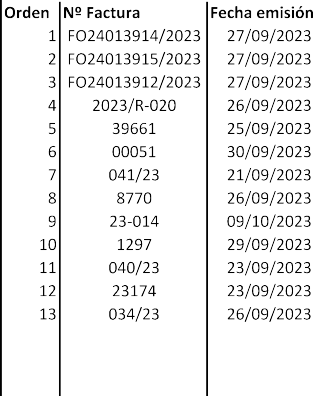 Orden Nº Factura Fecha emisión
1 FO24013914/2023 27/09/2023
2 FO24013915/2023 27/09/2023
3 FO24013912/2023 27/09/2023
4 2023/R-020 26/09/2023
5 39661 25/09/2023
6 00051 30/09/2023
7 041/23 21/09/2023
8 8770 26/09/2023
9 23-014 09/10/2023
10 1297 29/09/2023
11 040/23 23/09/2023
12 23174 23/09/2023
13 034/23 26/09/2023